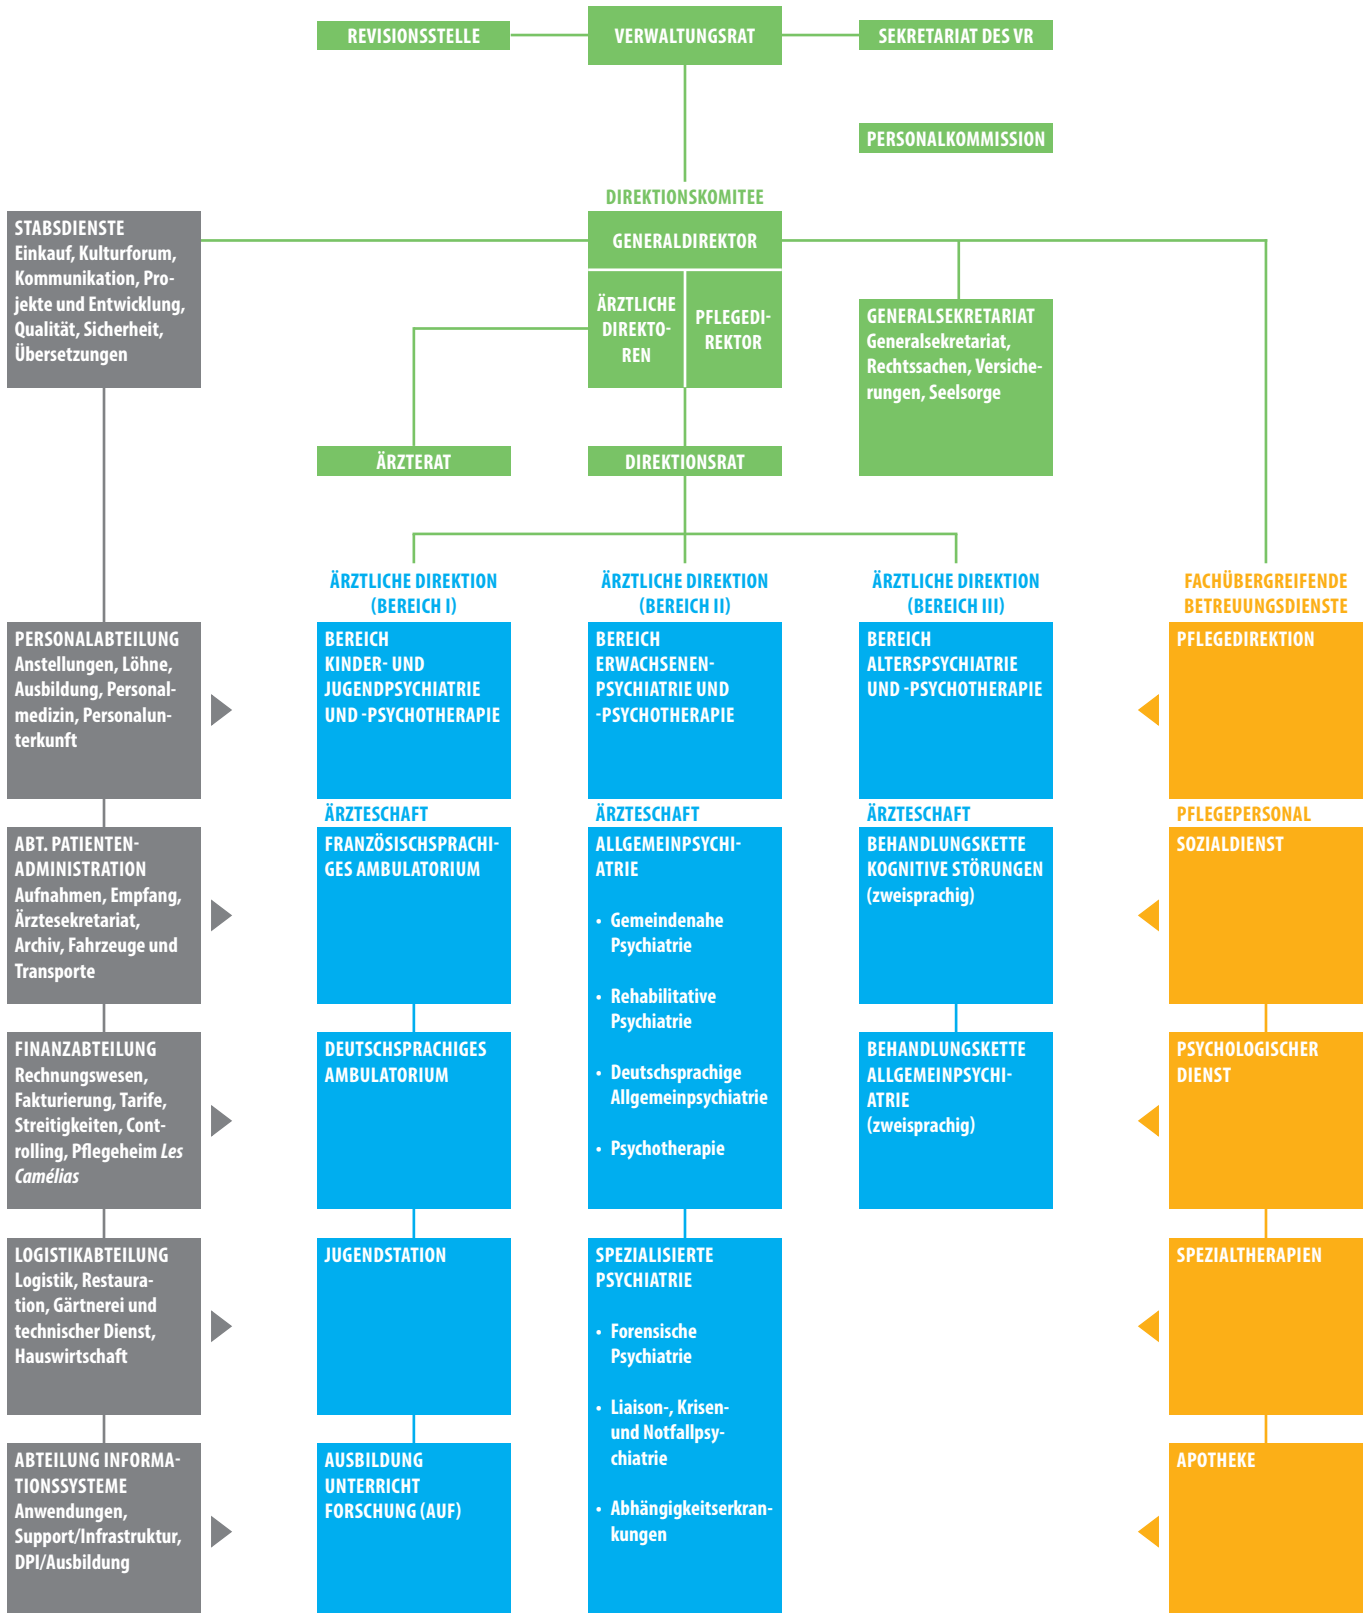 REVISIONSSTELLE
VERWALTUNGSRAT
SEKRETARIAT DES VR
PERSONALKOMMISSION
DIREKTIONSKOMITEE
GENERALDIREKTOR
ÄRZTLICHE
DIREKTO-
REN
PFLEGEDI-
REKTOR
STABSDIENSTE
Einkauf, Kulturforum,
Kommunikation, Pro-
jekte und Entwicklung,
Qualität, Sicherheit,
Übersetzungen
GENERALSEKRETARIAT
Generalsekretariat,
Rechtssachen, Versiche-
rungen, Seelsorge
ÄRZTERAT
DIREKTIONSRAT
PERSONALABTEILUNG
Anstellungen, Löhne,
Ausbildung, Personal-
medizin, Personalun-
terkunft
ABT. PATIENTEN-
ADMINISTRATION
Aufnahmen, Empfang,
Ärztesekretariat,
Archiv, Fahrzeuge und
Transporte
FINANZABTEILUNG
Rechnungswesen,
Fakturierung, Tarife,
Streitigkeiten, Cont-
rolling, Pflegeheim Les
Camélias
LOGISTIKABTEILUNG
Logistik, Restaura-
tion, Gärtnerei und
technischer Dienst,
Hauswirtschaft
ABTEILUNG INFORMA-
TIONSSYSTEME
Anwendungen,
Support/Infrastruktur,
DPI/Ausbildung
ÄRZTLICHE DIREKTION
(BEREICH I)
BEREICH
KINDER- UND
JUGENDPSYCHIATRIE
UND -PSYCHOTHERAPIE
ÄRZTESCHAFT
FRANZÖSISCHSPRACHI-
GES AMBULATORIUM
DEUTSCHSPRACHIGES
AMBULATORIUM
JUGENDSTATION
AUSBILDUNG
UNTERRICHT
FORSCHUNG (AUF)
ÄRZTLICHE DIREKTION
(BEREICH II)
BEREICH
ERWACHSENEN-
PSYCHIATRIE UND
-PSYCHOTHERAPIE
ÄRZTESCHAFT
ALLGEMEINPSYCHI-
ATRIE
• Gemeindenahe
Psychiatrie
• Rehabilitative
Psychiatrie
• Deutschsprachige
Allgemeinpsychiatrie
• Psychotherapie
SPEZIALISIERTE
PSYCHIATRIE
• Forensische
Psychiatrie
• Liaison-, Krisen-
und Notfallpsy-
chiatrie
• Abhängigkeitserkran-
kungen
ÄRZTLICHE DIREKTION
(BEREICH III)
BEREICH
ALTERSPSYCHIATRIE
UND -PSYCHOTHERAPIE
ÄRZTESCHAFT
BEHANDLUNGSKETTE
KOGNITIVE STÖRUNGEN
(zweisprachig)
BEHANDLUNGSKETTE
ALLGEMEINPSYCHI-
ATRIE
(zweisprachig)
FACHÜBERGREIFENDE
BETREUUNGSDIENSTE
PFLEGEDIREKTION
PFLEGEPERSONAL
SOZIALDIENST
PSYCHOLOGISCHER
DIENST
SPEZIALTHERAPIEN
APOTHEKE